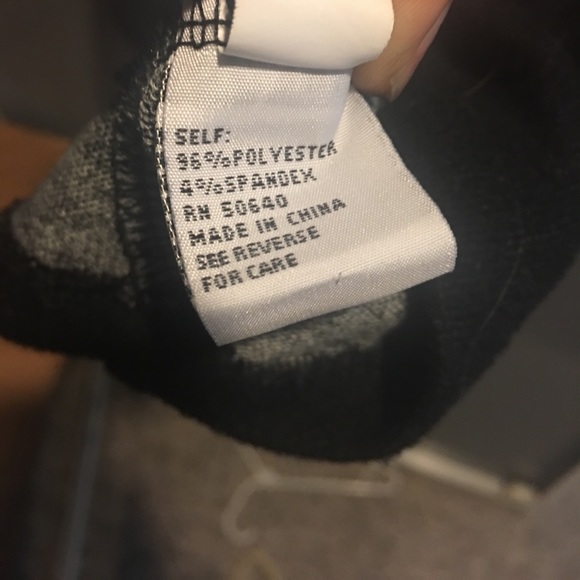 SELF:
96%POLYESTER
4%SPANDEX
RN 50640
MADE IN CHINA
SEE REVERSE
FOR CARE